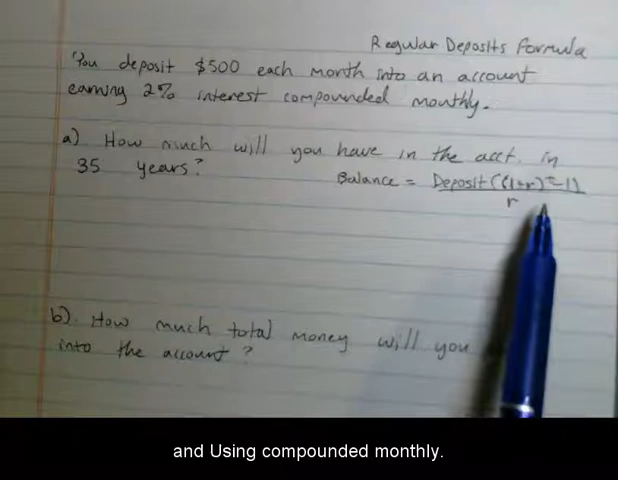 Regular Deposits Formula
You deposit $500 each month into an account
earning 2% interest compounded monthly.
a) How much will you have in the acct. in
35 years?
Balance = Deposit((1+r) -1)
r
b). How much total money will you
into the account?
and Using compounded monthly.